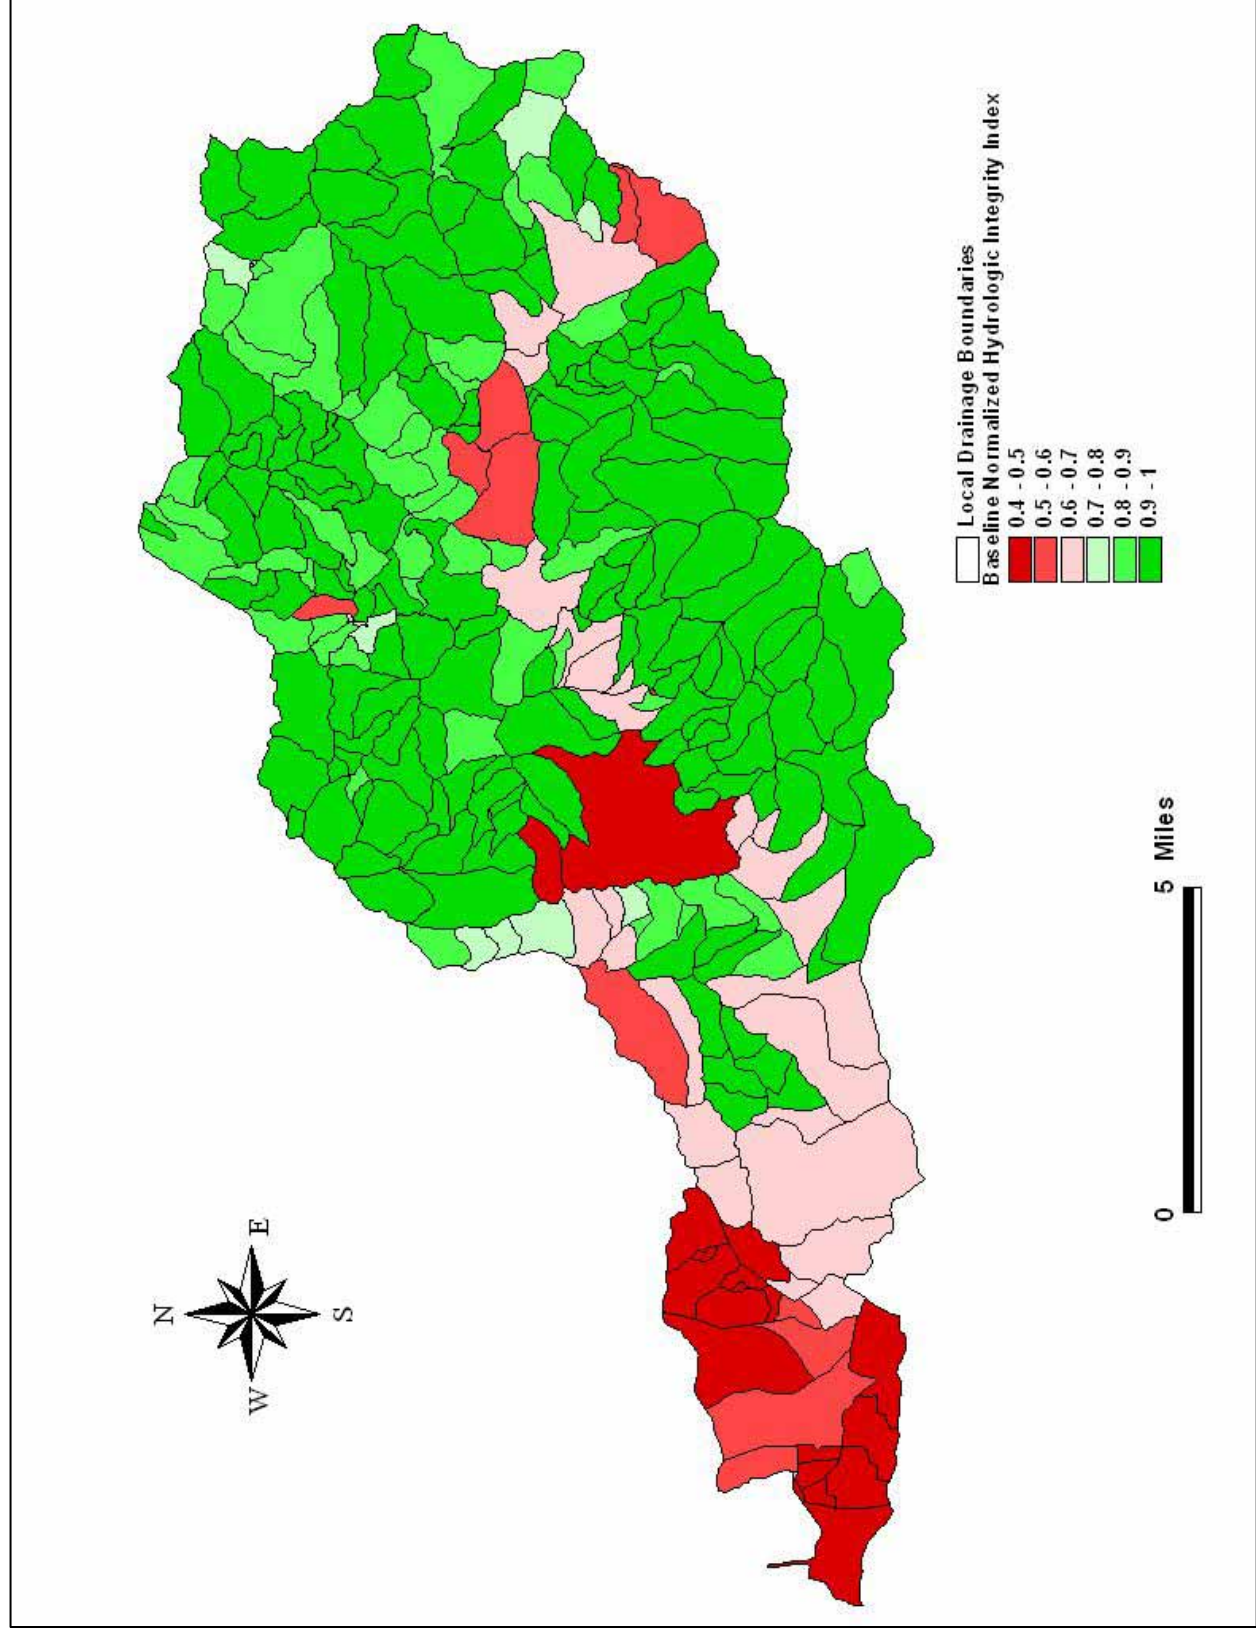 N
W
E
S
Local Drainage Boundaries
Baseline Normalized Hydrologic Integrity Index
0.4 - 0.5
0.5 - 0.6
0.6 - 0.7
0.7 - 0.8
0.8 - 0.9
0.9 - 1
0
5 Miles